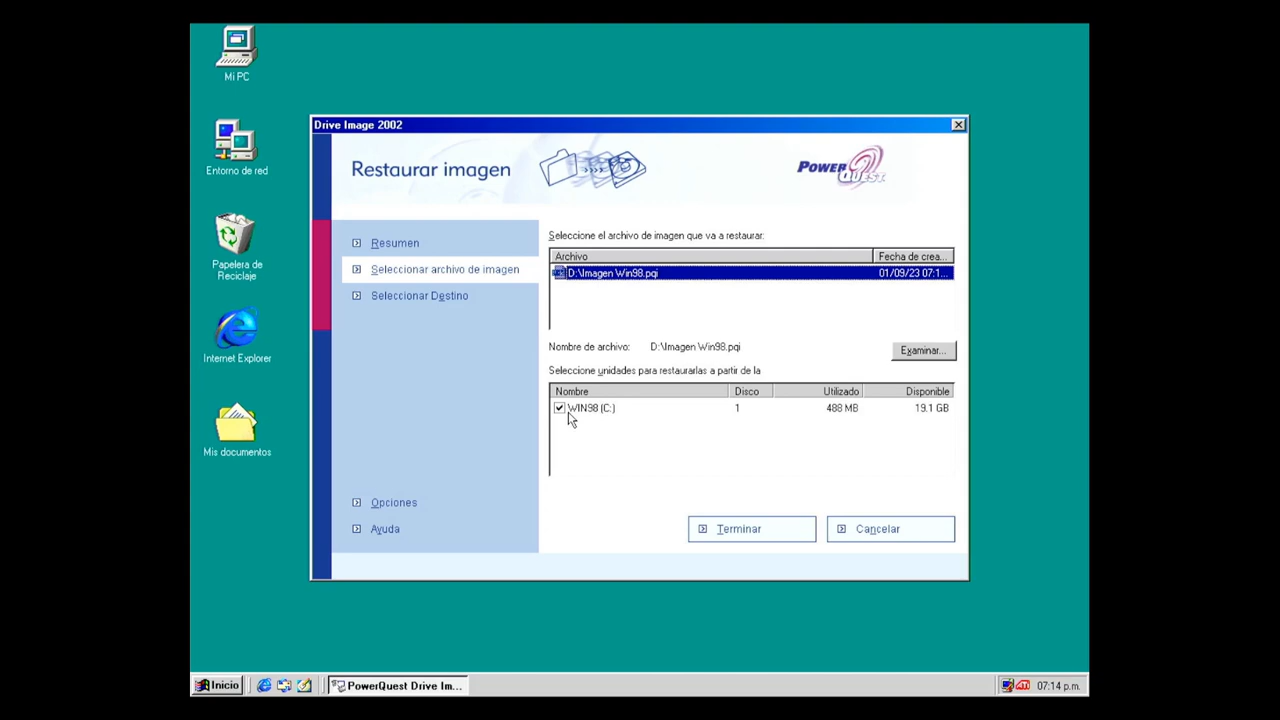 Mi PC
Entorno de red
Papelera de
Reciclaje
Internet Explorer
Mis documentos
Drive Image 2002
Restaurar imagen
POWERQUEST
Resumen
Seleccionar archivo de imagen
Seleccionar Destino
Opciones
Ayuda
Seleccione el archivo de imagen que va a restaurar:
Archivo Fecha de crea...
D:\Imagen Win98.pqi 01/09/23 07:1...
Nombre de archivo: D:\Imagen Win98.pqi
Examinar...
Seleccione unidades para restaurarlas a partir de la
Nombre Disco Utilizado Disponible
WIN98 (C:) 1 488 MB 19.1 GB
Terminar Cancelar
Inicio PowerQuest Drive Im... 07:14 p.m.